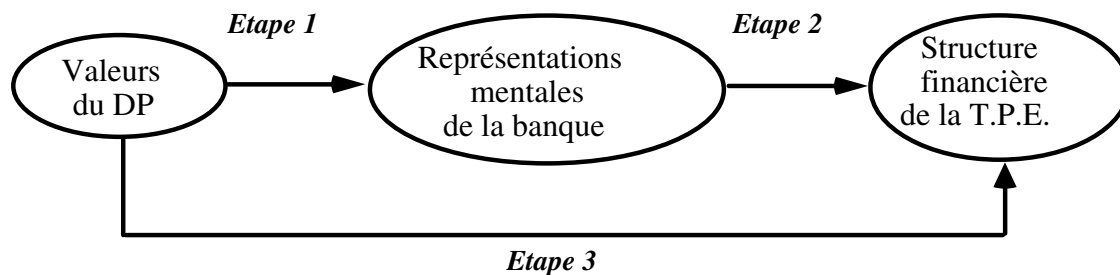 Etape 1
Etape 2
Valeurs
du DP
Représentations
mentales
de la banque
Structure
financière
de la T.P.E.
Etape 3